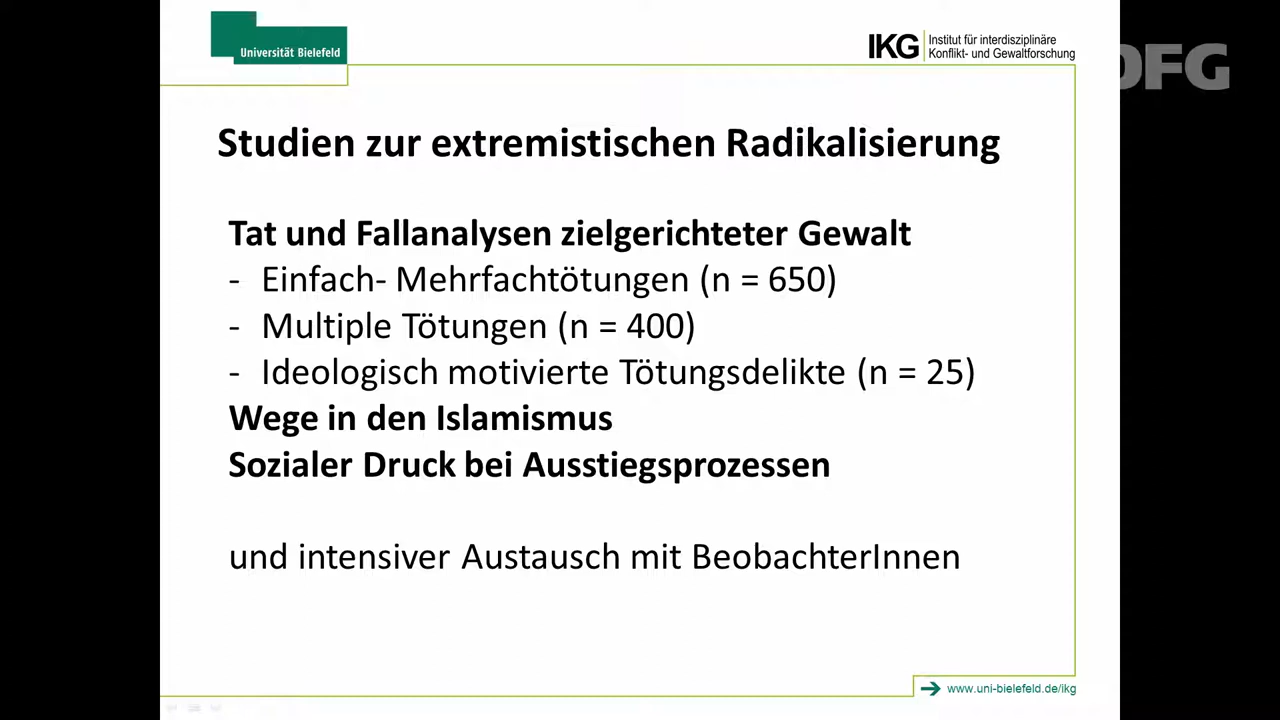 Universität Bielefeld
IKG Institut für interdisziplinäre
Konflikt- und Gewaltforschung
DFG
Studien zur extremistischen Radikalisierung
Tat und Fallanalysen zielgerichteter Gewalt
- Einfach- Mehrfachtötungen (n = 650)
- Multiple Tötungen (n = 400)
- Ideologisch motivierte Tötungsdelikte (n = 25)
Wege in den Islamismus
Sozialer Druck bei Ausstiegsprozessen
und intensiver Austausch mit BeobachterInnen
www.uni-bielefeld.de/ikg